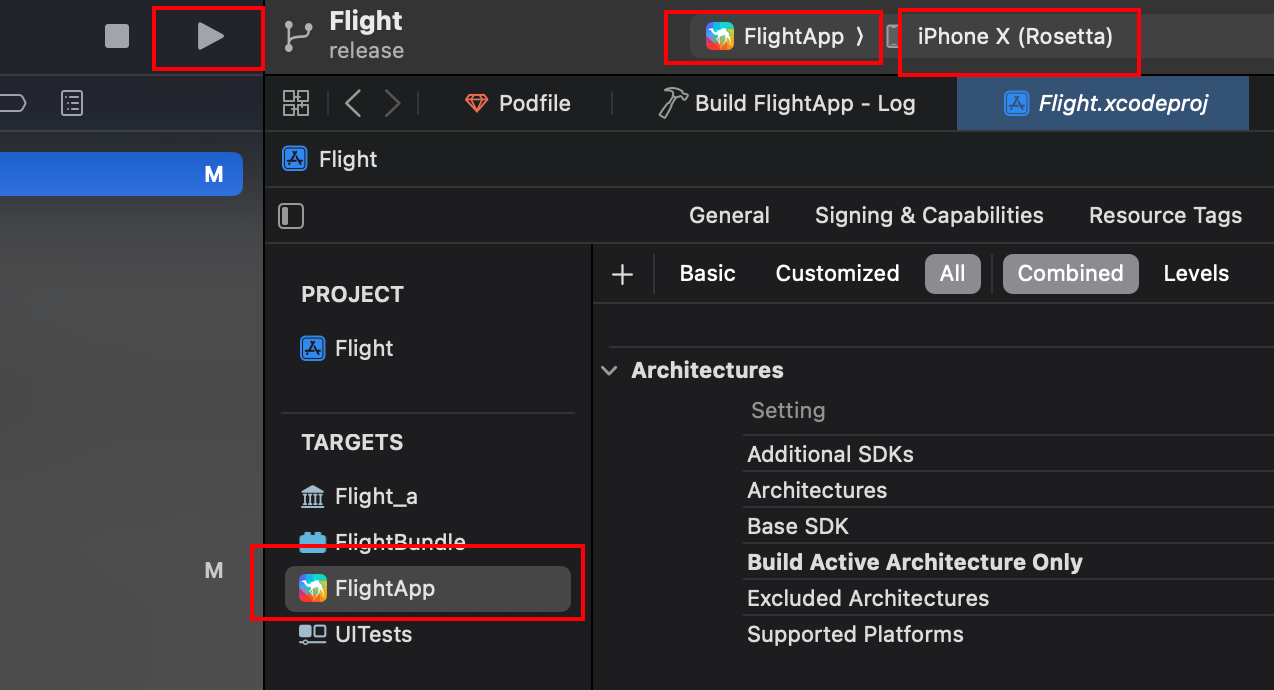 Flight
release
FlightApp 〉 iPhone X (Rosetta)
Podfile
Build FlightApp - Log
Flight.xcodeproj
M
Flight
General
Signing & Capabilities
Resource Tags
Basic
Customized
All
Combined
Levels
PROJECT
Flight
TARGETS
Flight_a
FlightBundle
FlightApp
UITests
M
Architectures
Setting
Additional SDKs
Architectures
Base SDK
Build Active Architecture Only
Excluded Architectures
Supported Platforms